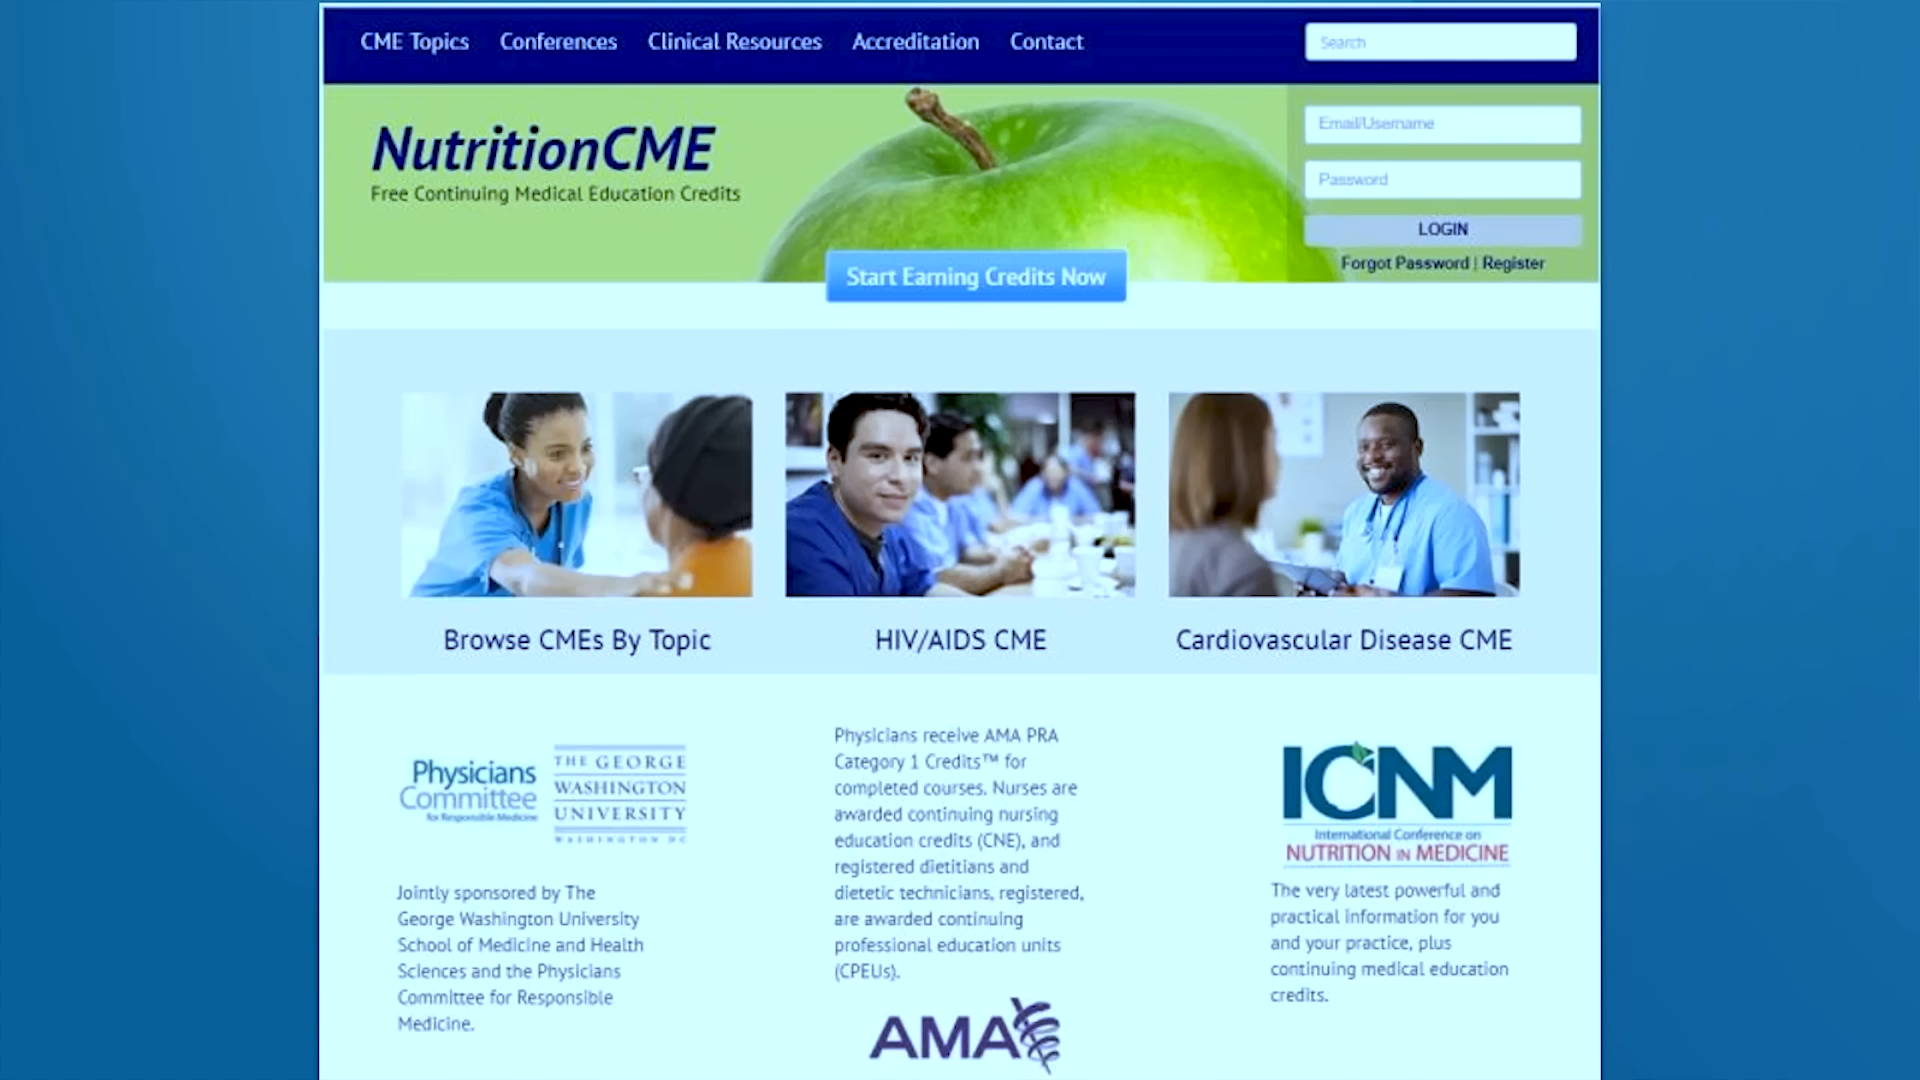 CME Topics Conferences Clinical Resources Accreditation Contact Search
NutritionCME
Free Continuing Medical Education Credits
Email/Username
Password
LOGIN
Forgot Password | Register
Start Earning Credits Now
Browse CMEs By Topic
HIV/AIDS CME
Cardiovascular Disease CME
Physicians
Committee
for Responsible Medicine
THE GEORGE
WASHINGTON
UNIVERSITY
WASHINGTON DC
Jointly sponsored by The
George Washington University
School of Medicine and Health
Sciences and the Physicians
Committee for Responsible
Medicine.
Physicians receive AMA PRA
Category 1 Credits™ for
completed courses. Nurses are
awarded continuing nursing
education credits (CNE), and
registered dietitians and
dietetic technicians, registered,
are awarded continuing
professional education units
(CPEUs).
AMA
ICNM
International Conference on
NUTRITION IN MEDICINE
The very latest powerful and
practical information for you
and your practice, plus
continuing medical education
credits.